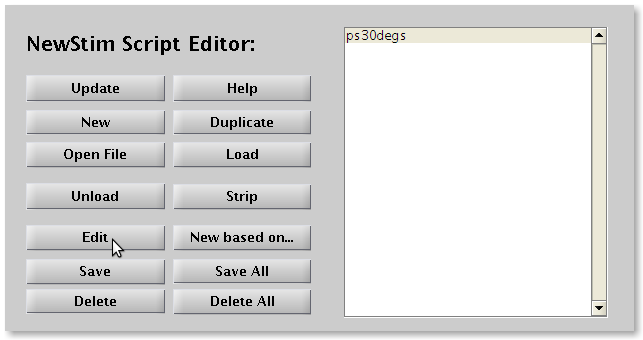 NewStim Script Editor:
Update
Help
New
Duplicate
Open File
Load
Unload
Strip
Edit
New based on...
Save
Save All
Delete
Delete All
ps30degs